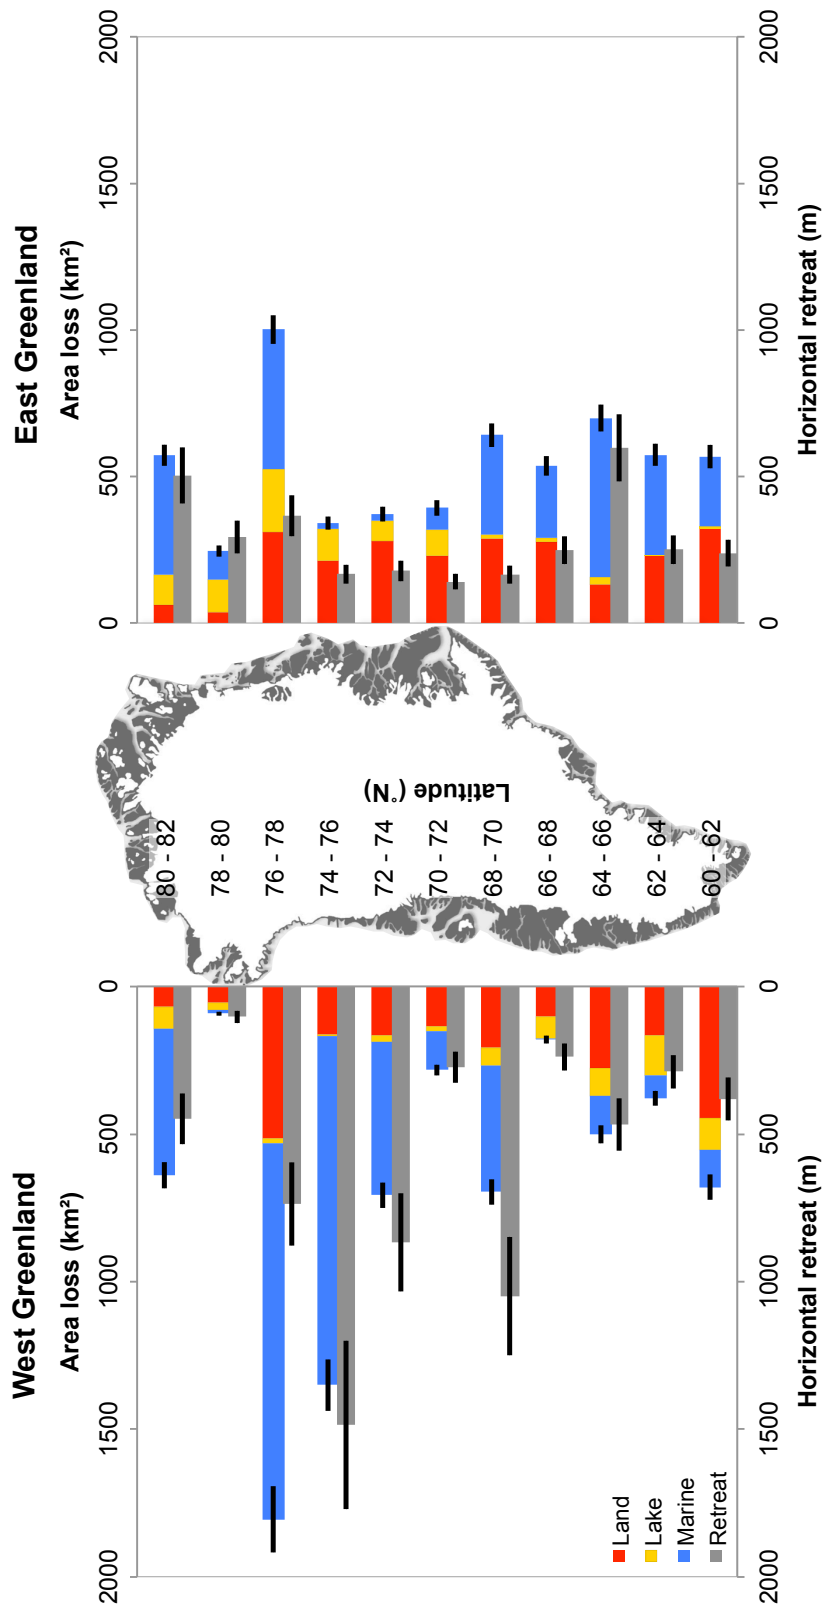 West Greenland
East Greenland
Area loss (km²)
Area loss (km²)
2000
1500
1000
500
0
0
500
1000
1500
2000
80 - 82
78 - 80
76 - 78
74 - 76
72 - 74
70 - 72
68 - 70
66 - 68
64 - 66
62 - 64
60 - 62
Latitude (°N)
Land
Lake
Marine
Retreat
2000
1500
1000
500
0
0
500
1000
1500
2000
Horizontal retreat (m)
Horizontal retreat (m)